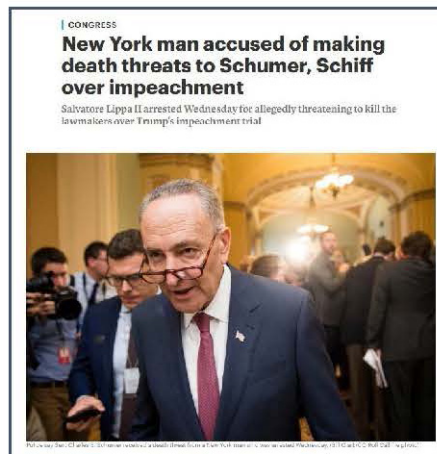 CONGRESS
New York man accused of making
death threats to Schumer, Schiff
over impeachment
Salvatore Lippa II arrested Wednesday for allegedly threatening to kill the
lawmakers over Trump's impeachment trial